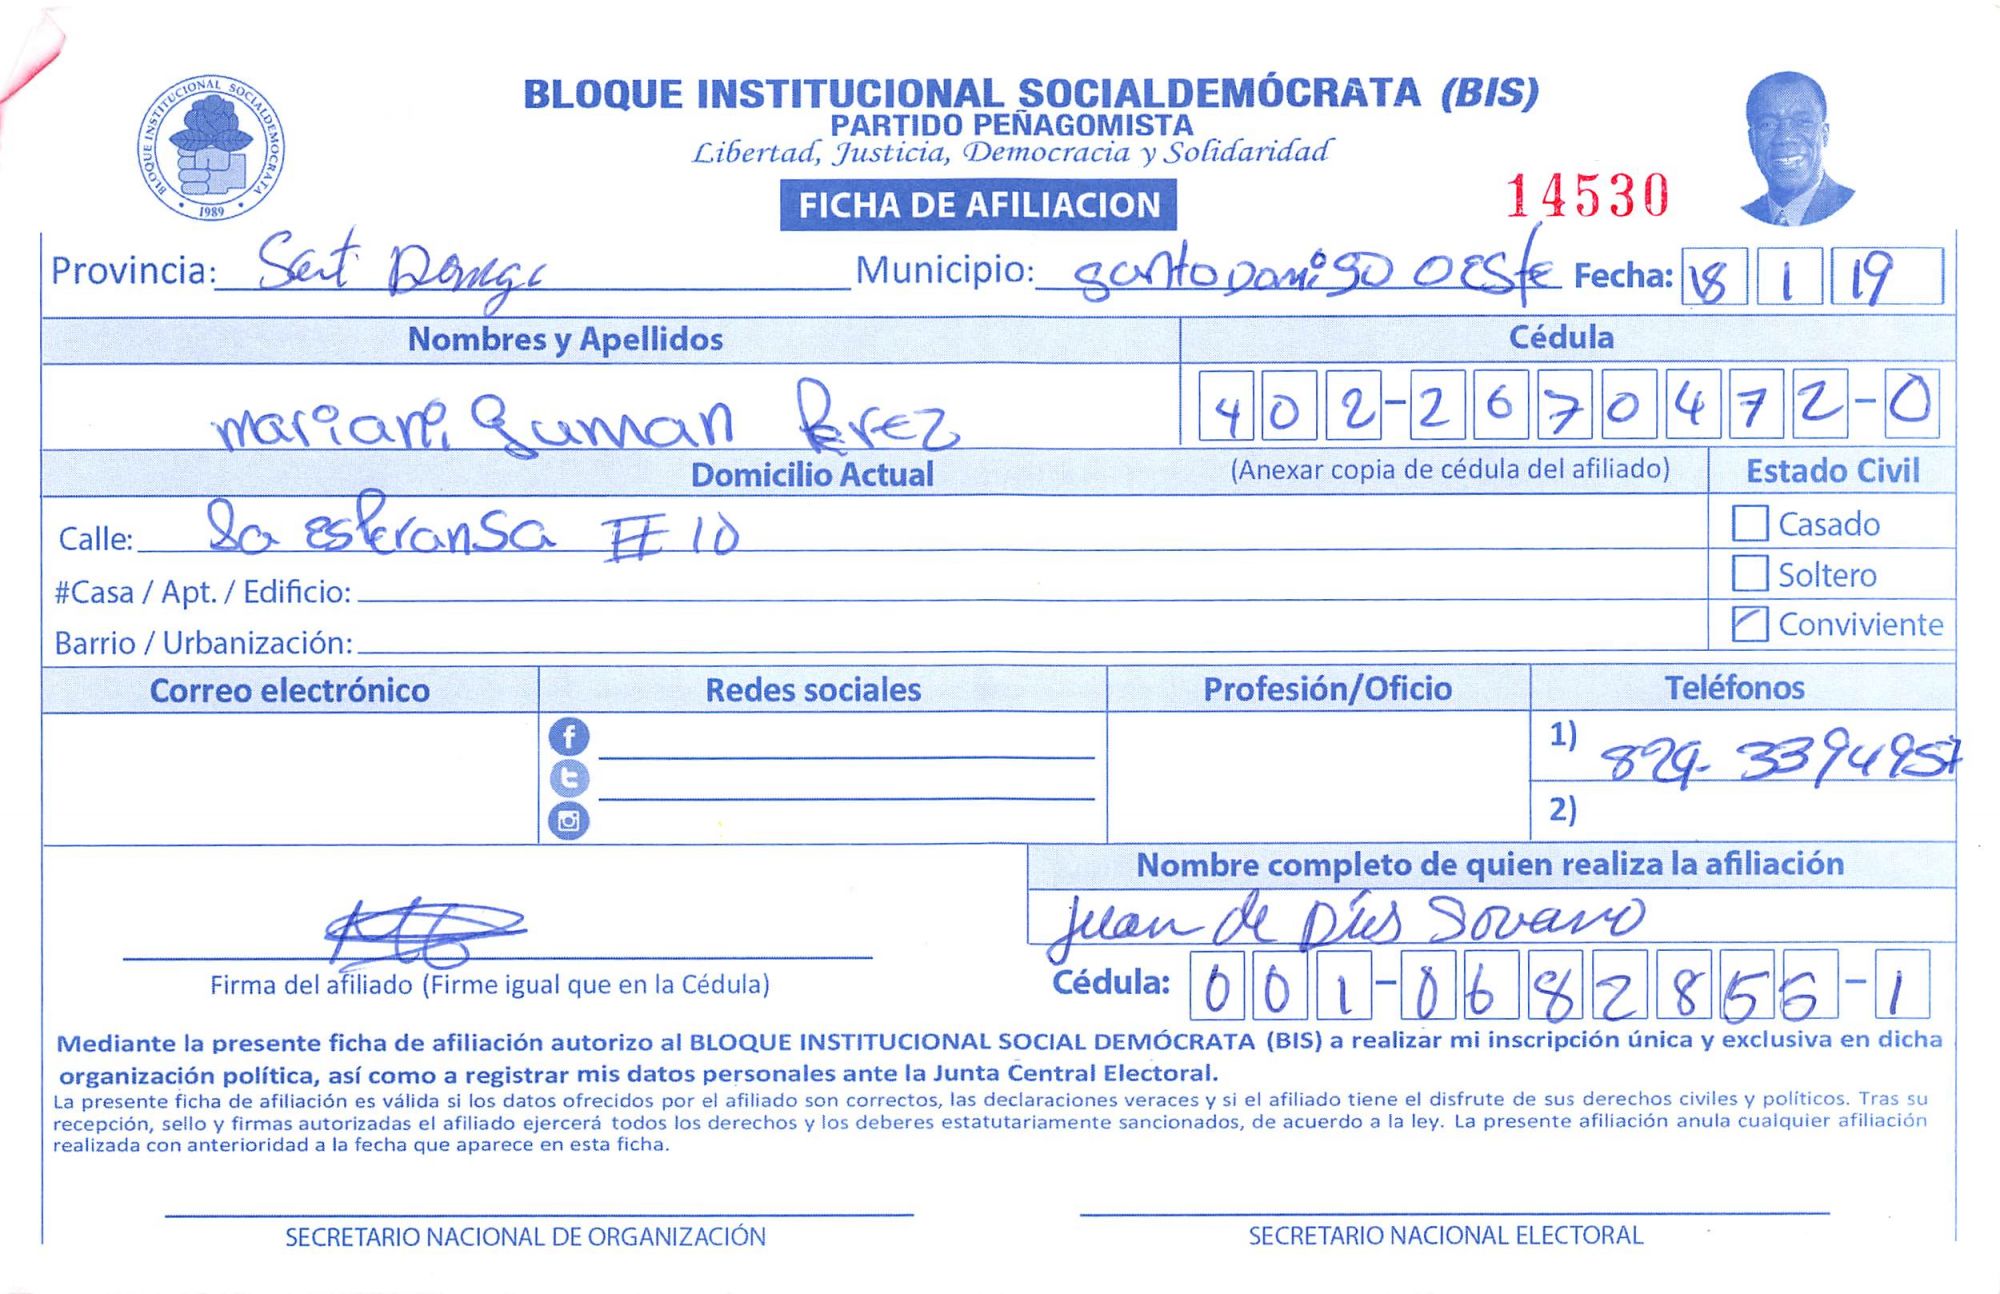 BLOQUE INSTITUCIONAL SOCIALDEMOCRATA
1989
BLOQUE INSTITUCIONAL SOCIALDEMÓCRATA (BIS)
PARTIDO PEÑAGOMISTA
Libertad, Justicia, Democracia y Solidaridad
FICHA DE AFILIACION
14530
Provincia: Municipio: santo Domigo oeste Fecha: 18 1 19
Nombres y Apellidos Cédula
mariani guman Perez 402-2670472-0
Domicilio Actual (Anexar copia de cédula del afiliado) Estado Civil
Calle: La esperansa # 10 Casado
#Casa / Apt. / Edificio: Soltero
Barrio / Urbanización: Conviviente
Correo electrónico Redes sociales Profesión/Oficio Teléfonos
1) 829-3394957
2)
Nombre completo de quien realiza la afiliación
Juan de
Firma del afiliado (Firme igual que en la Cédula) Cédula: 001-0682855-1
Mediante la presente ficha de afiliación autorizo al BLOQUE INSTITUCIONAL SOCIAL DEMÓCRATA (BIS) a realizar mi inscripción única y exclusiva en dicha
organización política, así como a registrar mis datos personales ante la Junta Central Electoral.
La presente ficha de afiliación es válida si los datos ofrecidos por el afiliado son correctos, las declaraciones veraces y si el afiliado tiene el disfrute de sus derechos civiles y políticos. Tras su
recepción, sello y firmas autorizadas el afiliado ejercerá todos los derechos y los deberes estatutariamente sancionados, de acuerdo a la ley. La presente afiliación anula cualquier afiliación
realizada con anterioridad a la fecha que aparece en esta ficha.
SECRETARIO NACIONAL DE ORGANIZACIÓN SECRETARIO NACIONAL ELECTORAL